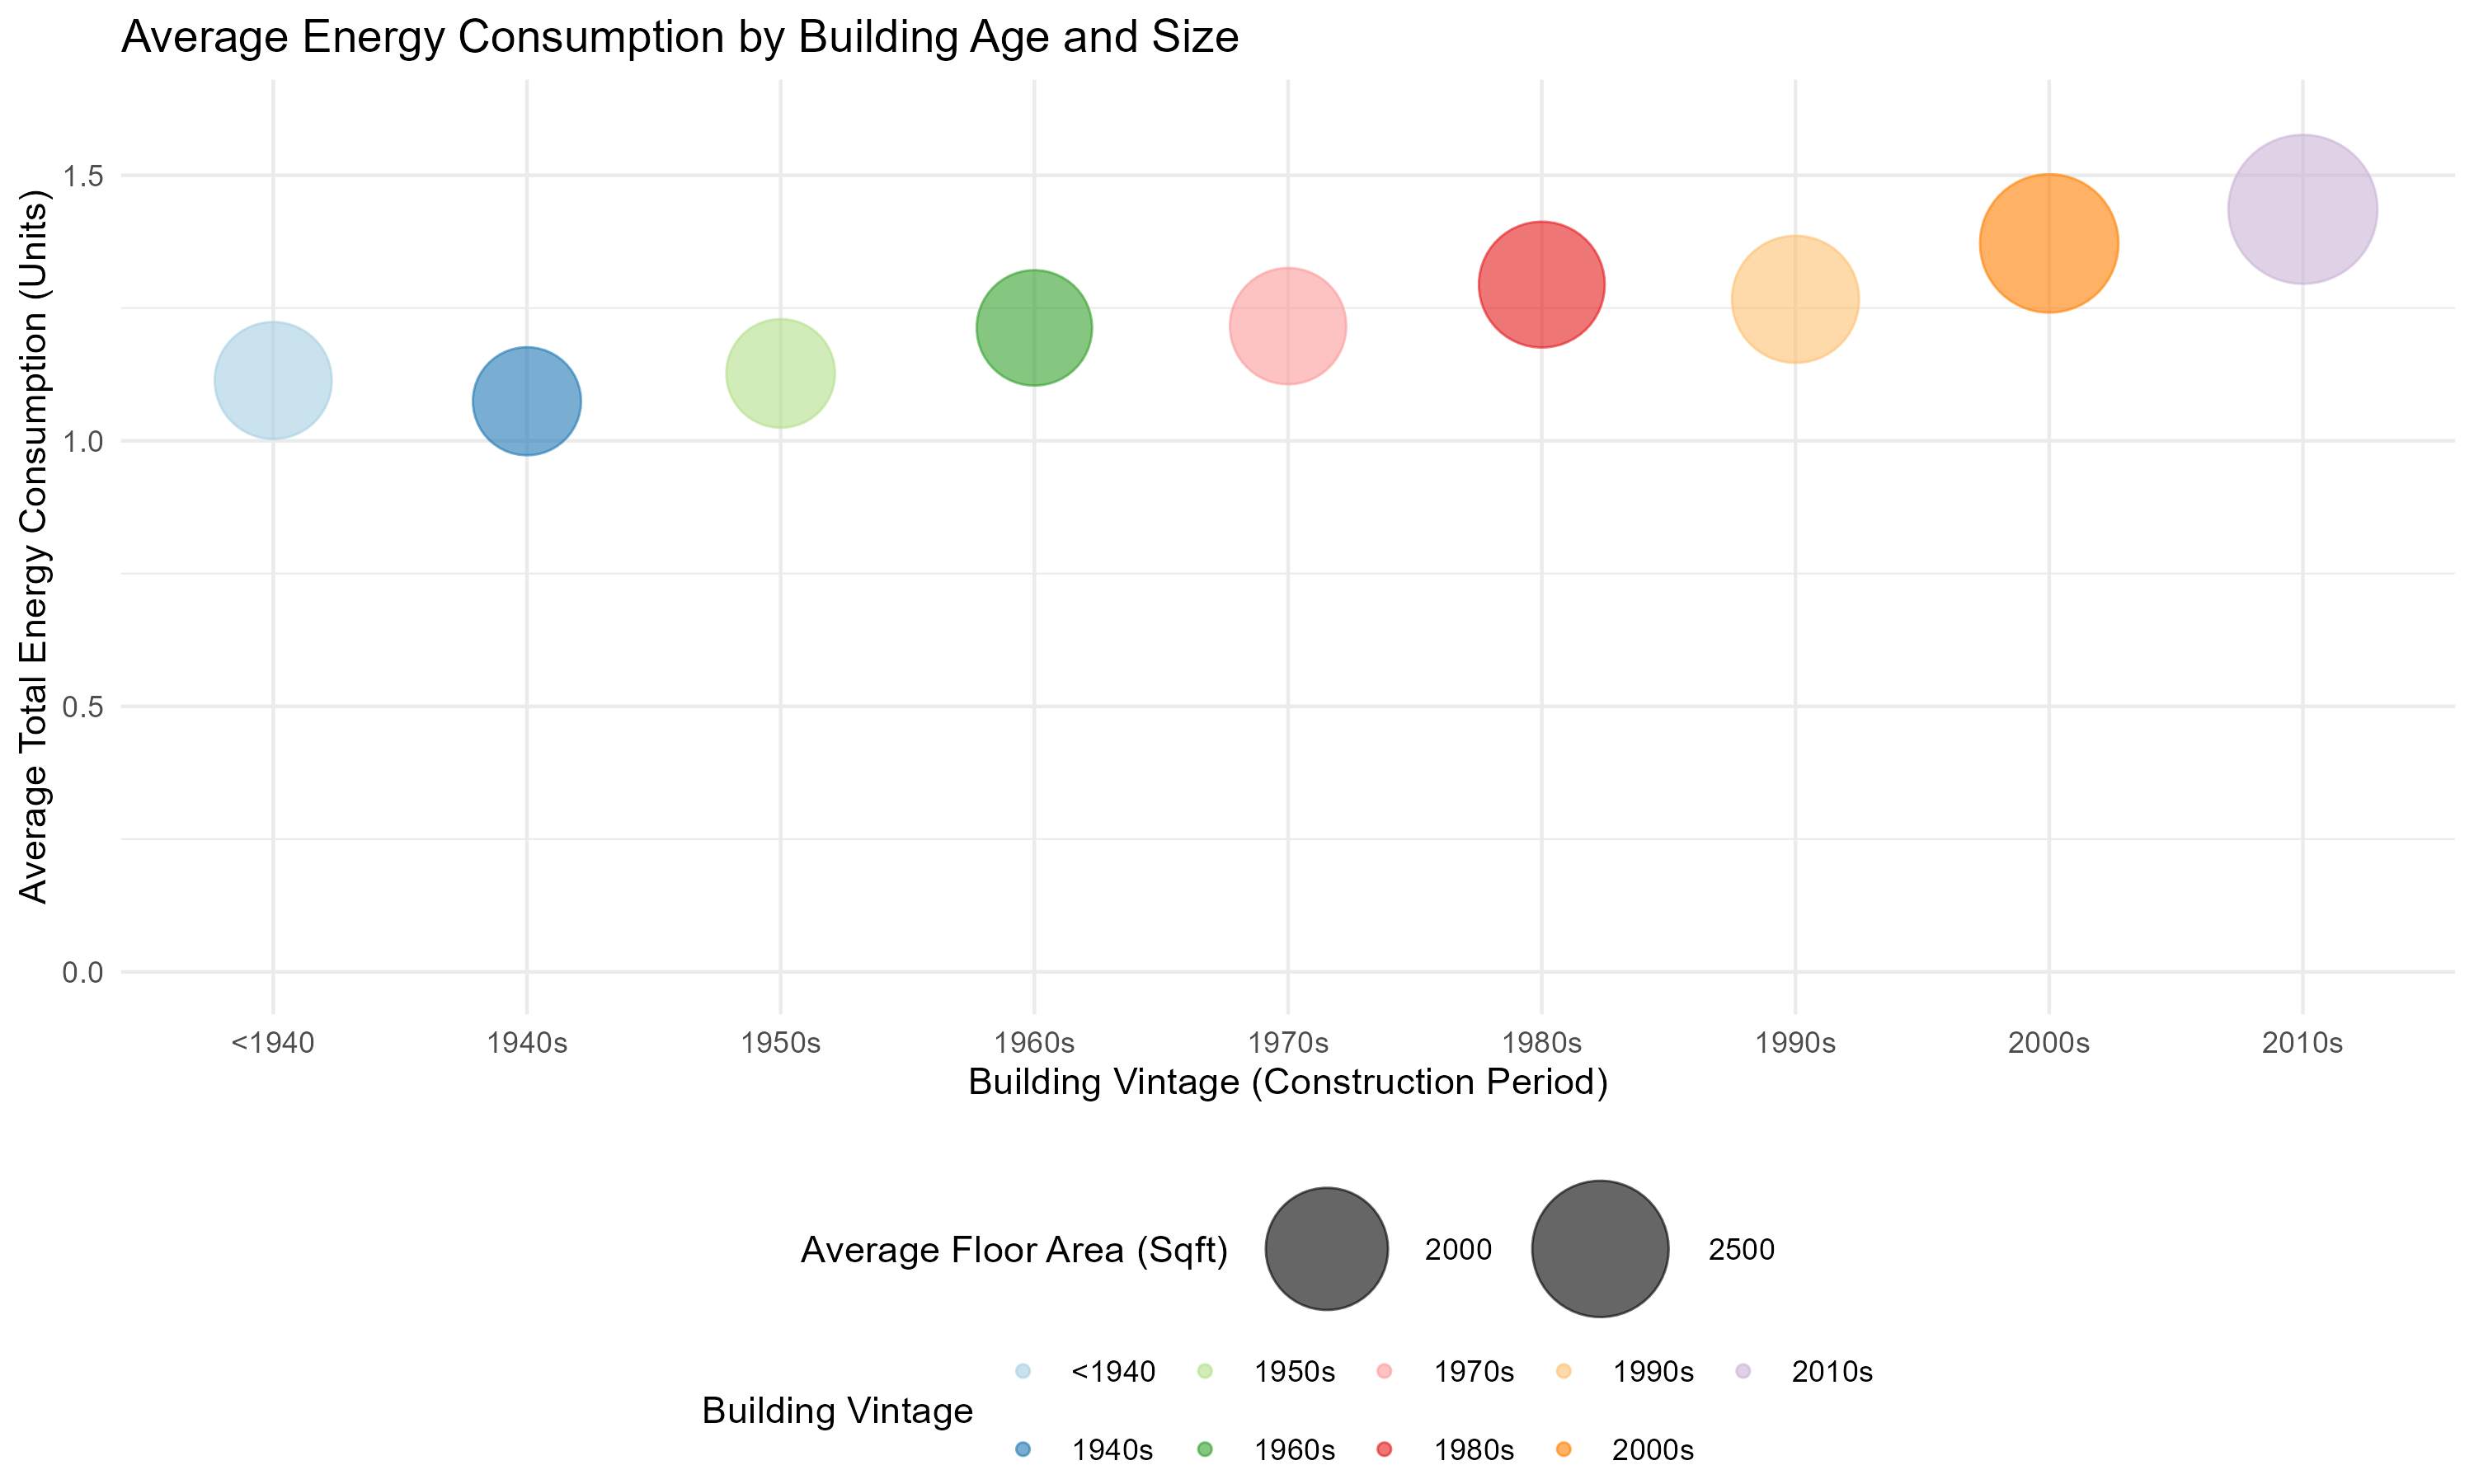 Average Energy Consumption by Building Age and Size
Average Total Energy Consumption (Units)
1.5
1.0
0.5
0.0
<1940 1940s 1950s 1960s 1970s 1980s 1990s 2000s 2010s
Building Vintage (Construction Period)
Average Floor Area (Sqft) 2000 2500
Building Vintage
<1940 1950s 1970s 1990s 2010s
1940s 1960s 1980s 2000s